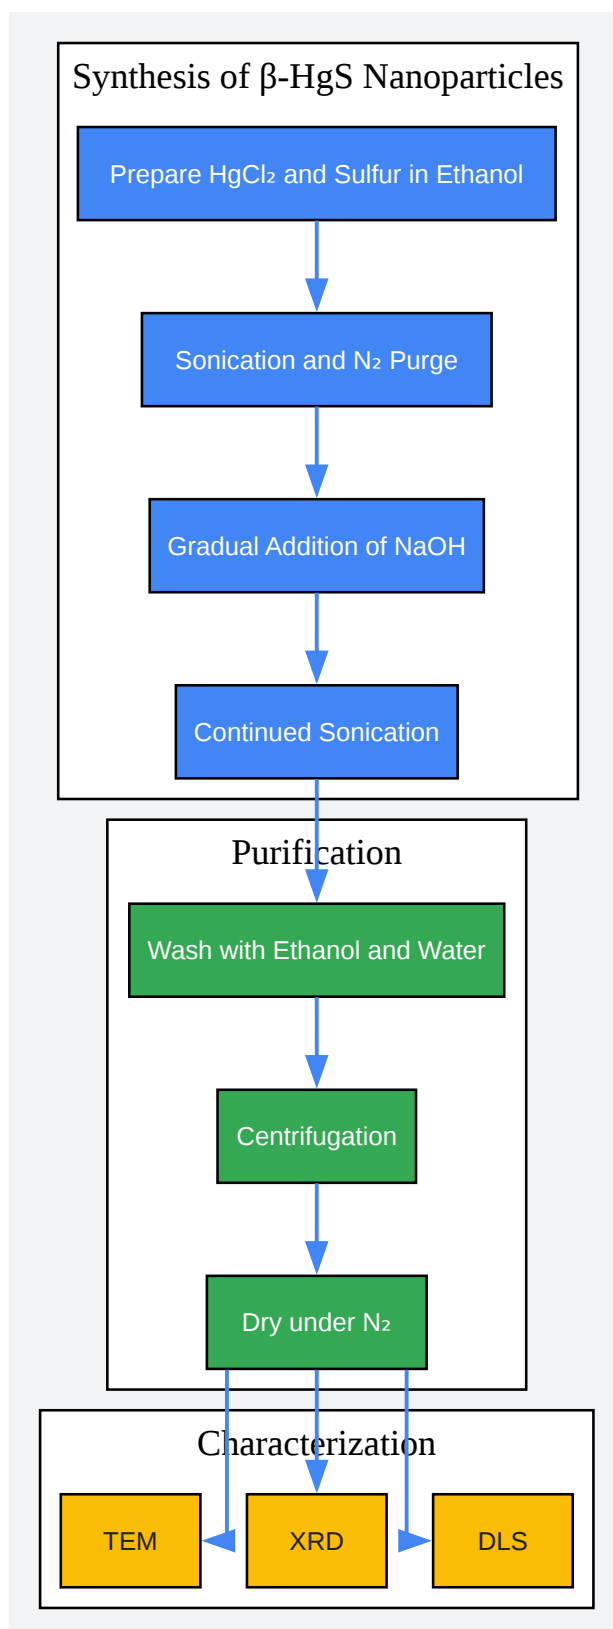 Synthesis of β-HgS Nanoparticles
Prepare HgCl₂ and Sulfur in Ethanol
Sonication and N₂ Purge
Gradual Addition of NaOH
Continued Sonication
Purification
Wash with Ethanol and Water
Centrifugation
Dry under N₂
Characterization
TEM
XRD
DLS